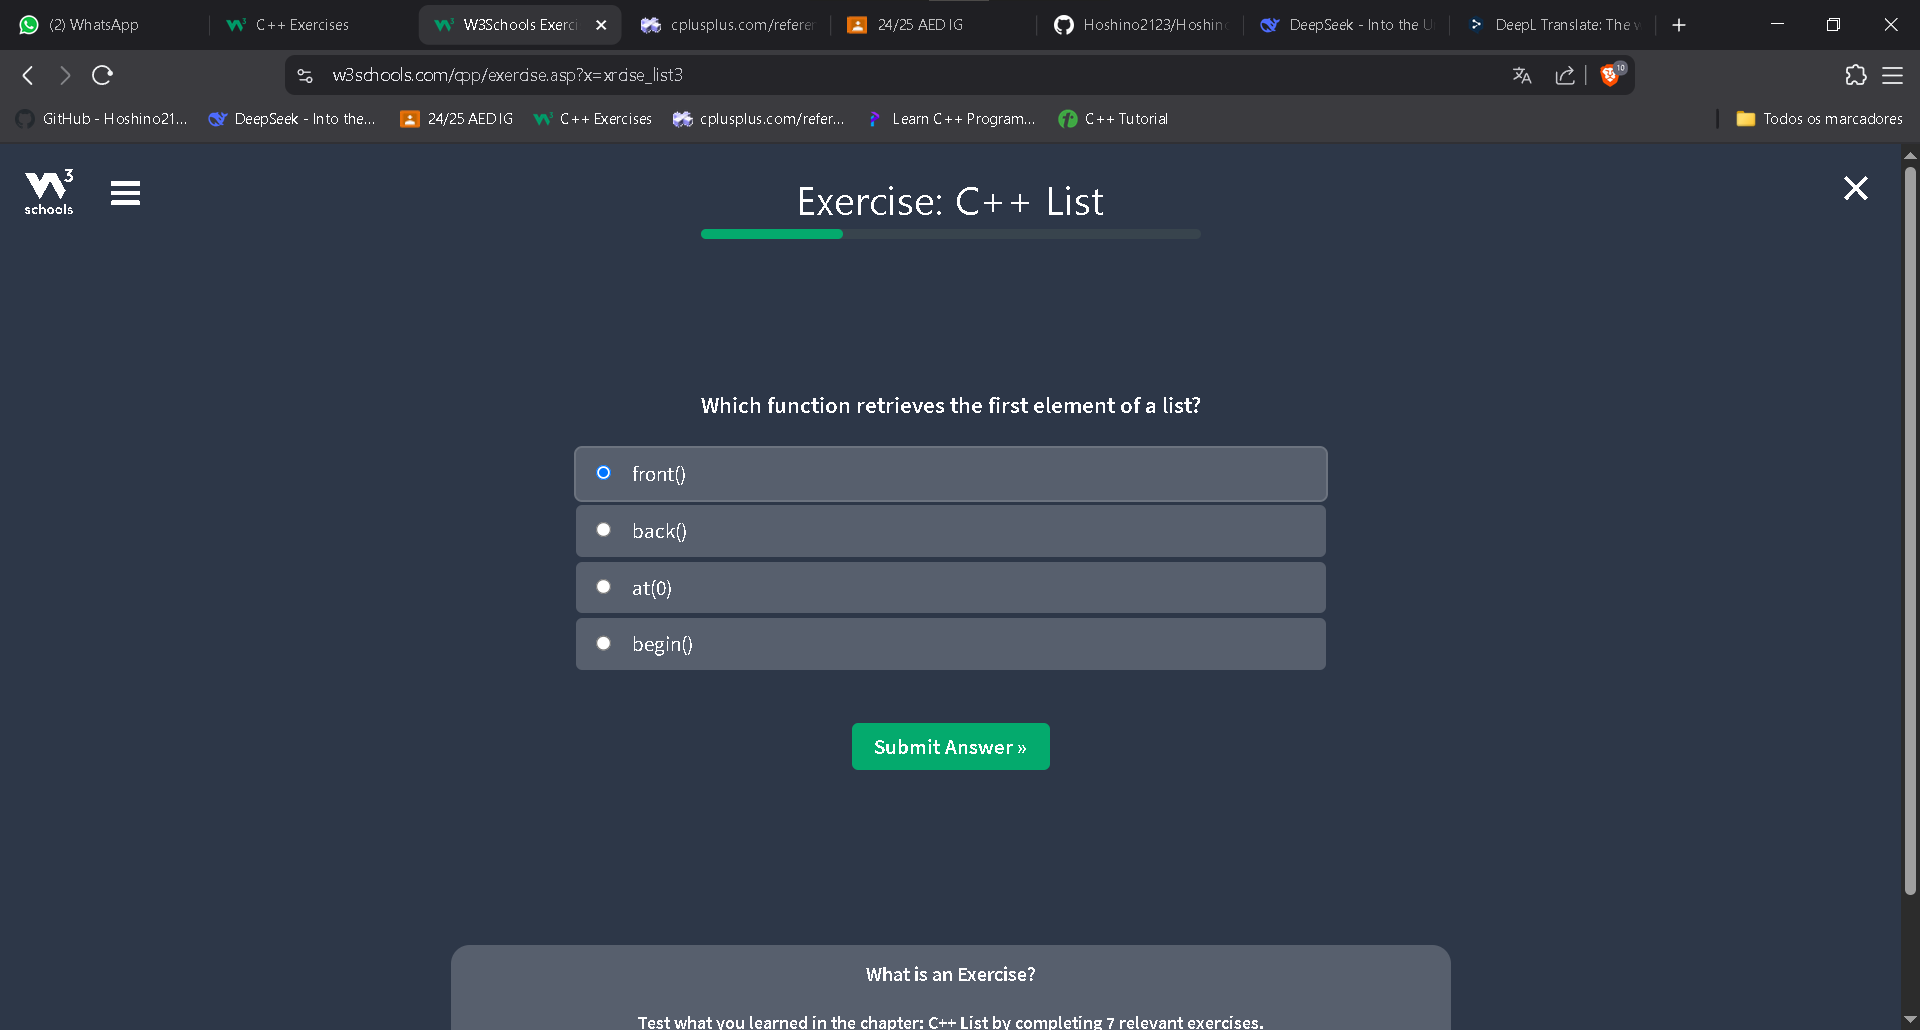 (2) WhatsApp
C++ Exercises
W3Schools Exerci
cplusplus.com/referer
24/25 AED IG
Hoshino2123/Hoshino
DeepSeek - Into the U
DeepL Translate: The w
w3schools.com/cpp/exercise.asp?x=xrcise_list3
10
GitHub - Hoshino21...
DeepSeek - Into the...
24/25 AED IG
C++ Exercises
cplusplus.com/refer...
Learn C++ Program...
C++ Tutorial
Todos os marcadores
W3
schools
Exercise: C++ List
Which function retrieves the first element of a list?
front()
back()
at(0)
begin()
Submit Answer »
What is an Exercise?
Test what you learned in the chapter: C++ List by completing 7 relevant exercises.